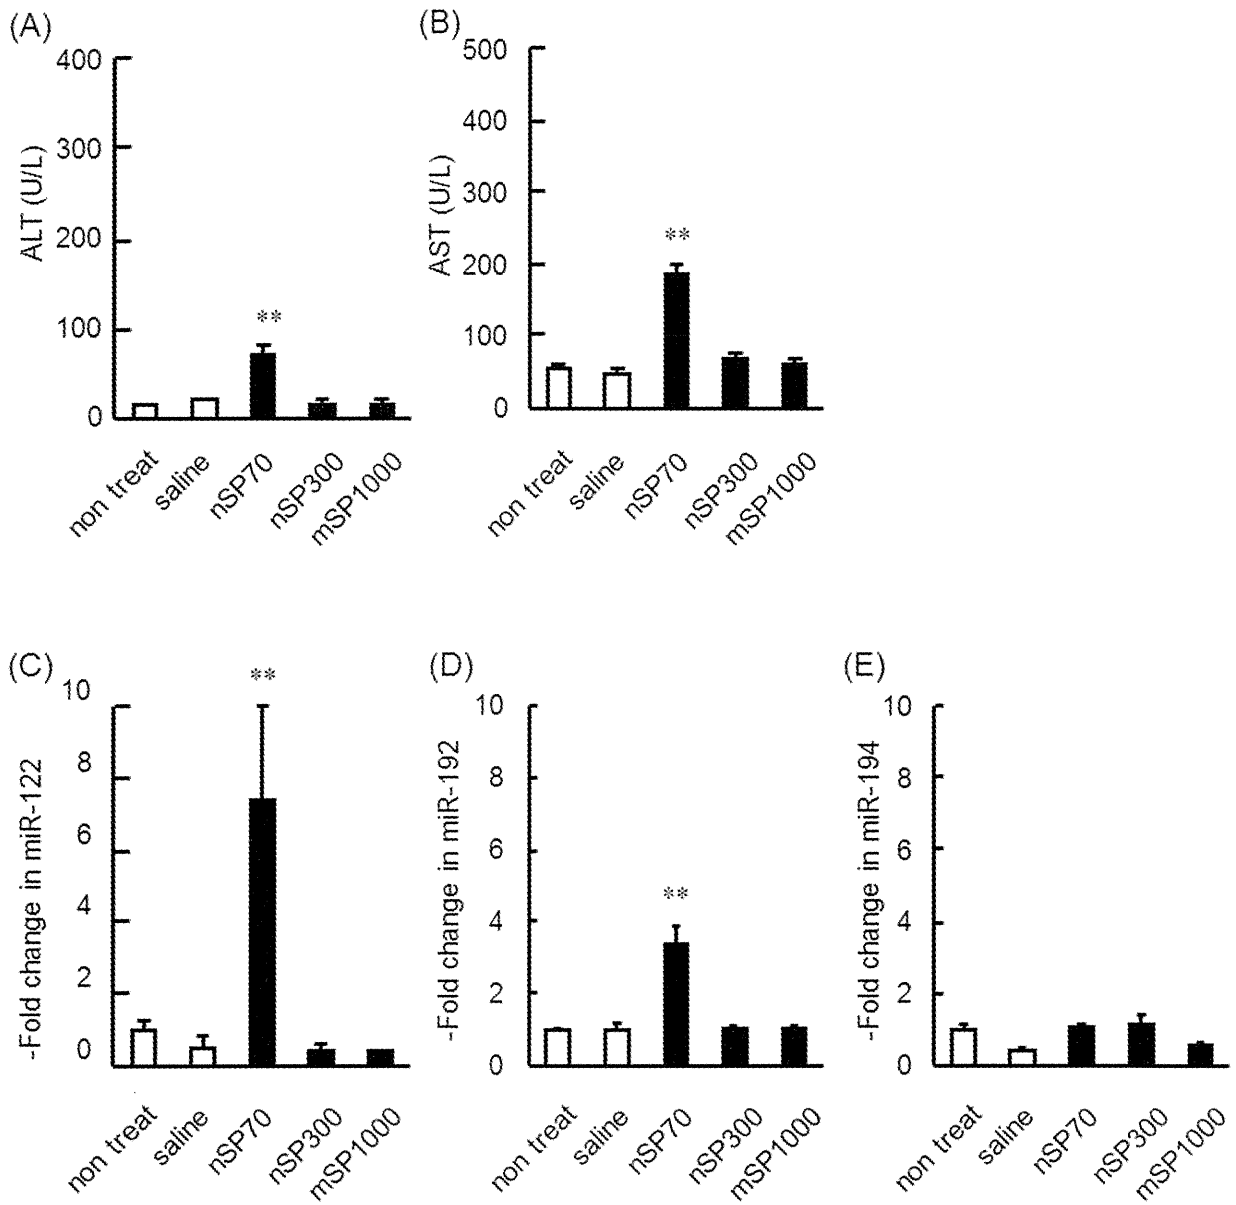 (A)
ALT (U/L)
400
300
200
100
0
**
non treat
saline
nSP70
nSP300
mSP1000
(B)
AST (U/L)
500
400
300
200
100
0
**
non treat
saline
nSP70
nSP300
mSP1000
(C)
-Fold change in miR-122
10
8
6
4
2
0
**
non treat
saline
nSP70
nSP300
mSP1000
(D)
-Fold change in miR-192
10
8
6
4
2
0
**
non treat
saline
nSP70
nSP300
mSP1000
(E)
-Fold change in miR-194
10
8
6
4
2
0
non treat
saline
nSP70
nSP300
mSP1000